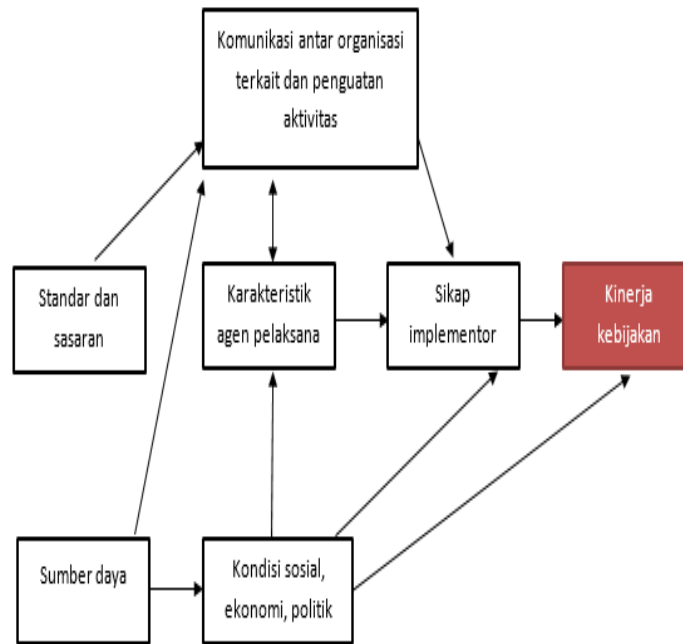 Komunikasi antar organisasi
terkait dan penguatan
aktivitas
Standar dan
sasaran
Karakteristik
agen pelaksana
Sikap
implementor
Kinerja
kebijakan
Sumber daya
Kondisi sosial,
ekonomi, politik